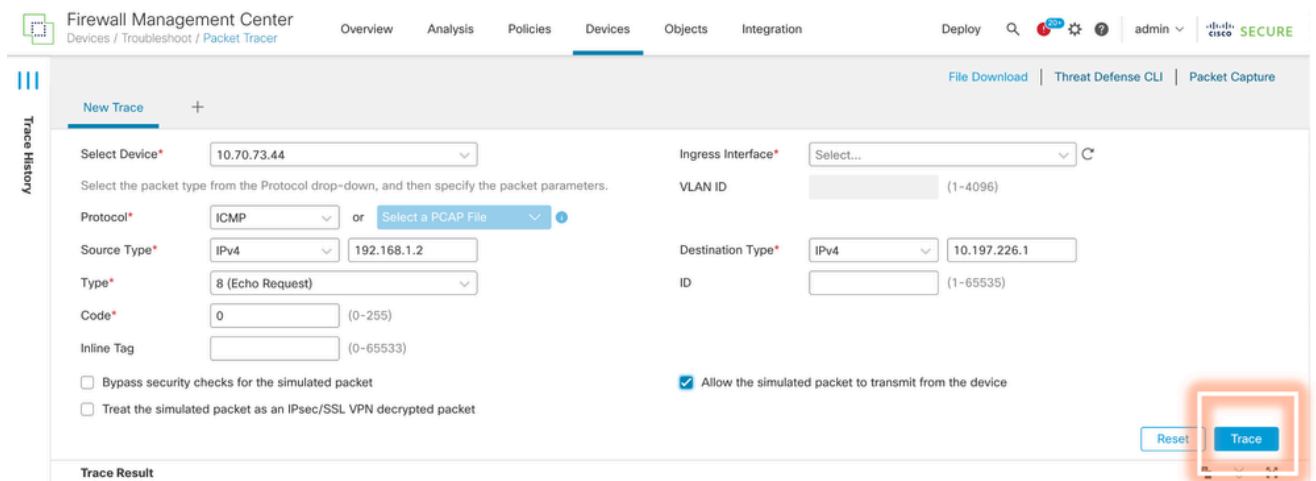 Firewall Management Center
Devices / Troubleshoot / Packet Tracer
Overview Analysis Policies Devices Objects Integration
Deploy 20+ admin cisco SECURE
File Download | Threat Defense CLI | Packet Capture
Trace History
New Trace +
Select Device* 10.70.73.44 Ingress Interface* Select...
Select the packet type from the Protocol drop-down, and then specify the packet parameters. VLAN ID (1-4096)
Protocol* ICMP or Select a PCAP File
Source Type* IPv4 192.168.1.2 Destination Type* IPv4 10.197.226.1
Type* 8 (Echo Request) ID (1-65535)
Code* 0 (0-255)
Inline Tag (0-65533)
Bypass security checks for the simulated packet Allow the simulated packet to transmit from the device
Treat the simulated packet as an IPsec/SSL VPN decrypted packet
Reset Trace
Trace Result